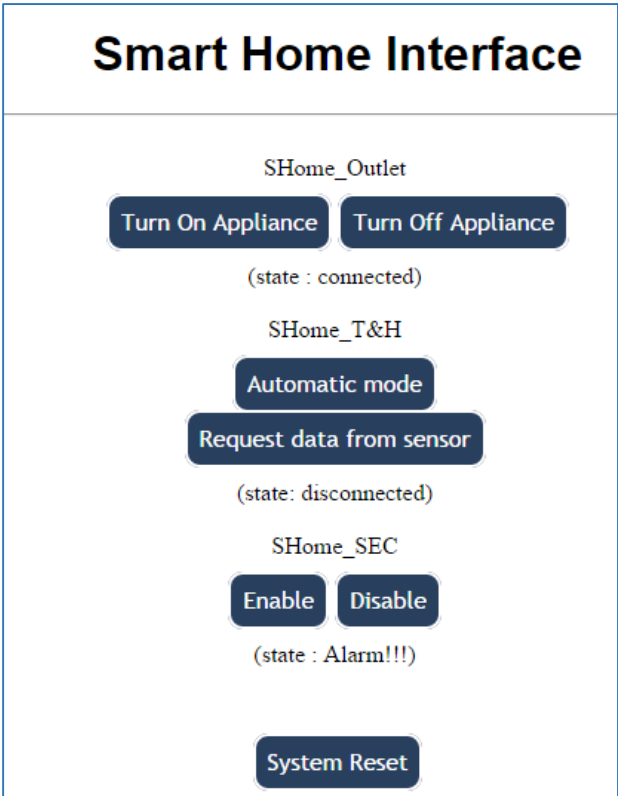 Smart Home Interface
SHome_Outlet
Turn On Appliance Turn Off Appliance
(state : connected)
SHome_T&H
Automatic mode
Request data from sensor
(state: disconnected)
SHome_SEC
Enable Disable
(state : Alarm!!!)
System Reset